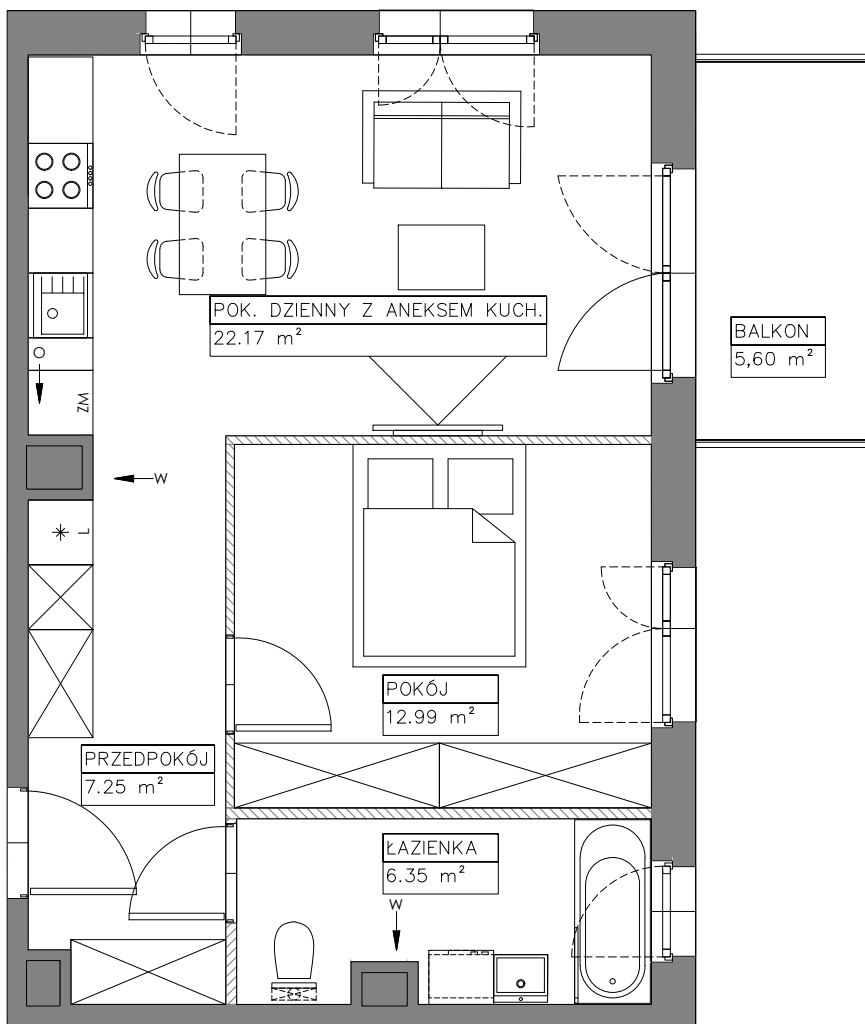 POK. DZIENNY Z ANEKSEM KUCH.
22.17 m²
BALKON
5,60 m²
ZM
W
L
POKÓJ
12.99 m²
PRZEDPOKÓJ
7.25 m²
ŁAZIENKA
6.35 m²
W